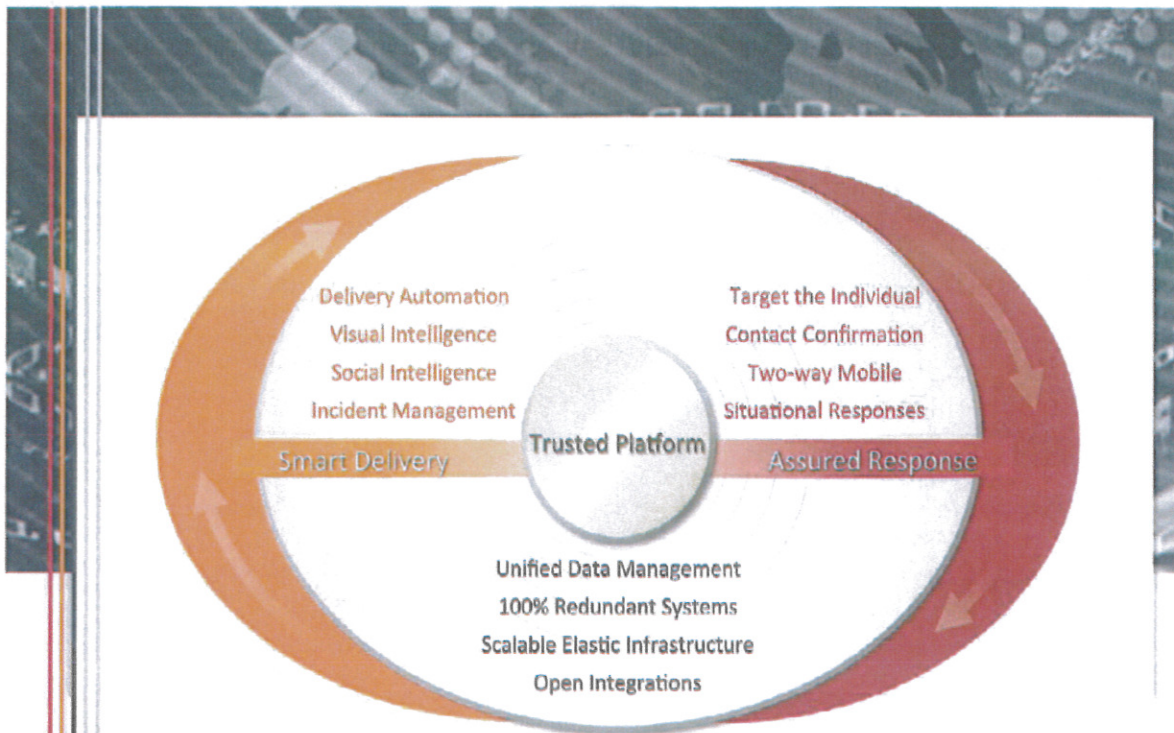 Delivery Automation
Visual Intelligence
Social Intelligence
Incident Management
Smart Delivery
Target the Individual
Contact Confirmation
Two-way Mobile
Situational Responses
Assured Response
Trusted Platform
Unified Data Management
100% Redundant Systems
Scalable Elastic Infrastructure
Open Integrations